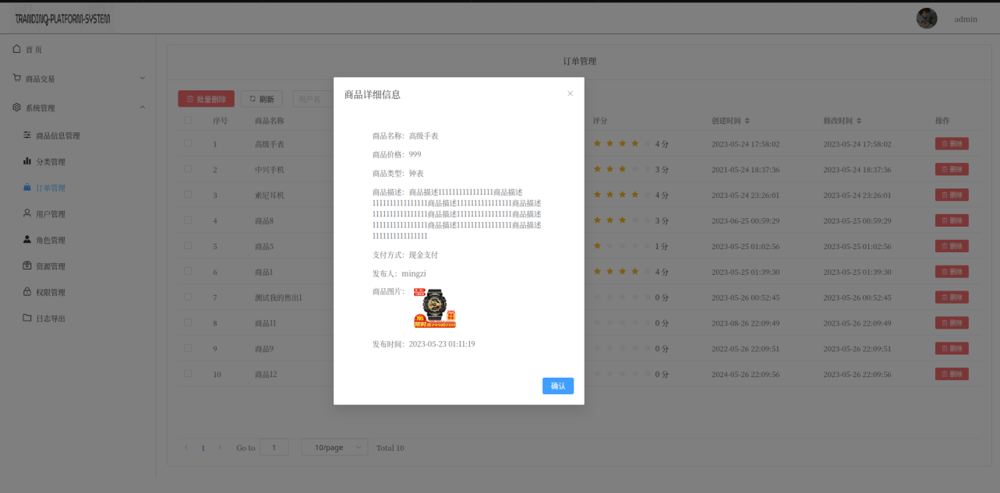 TRANDING-PLATFORM-SYSTEM
admin
首页
商品交易
系统管理
商品信息管理
分类管理
订单管理
用户管理
角色管理
资源管理
权限管理
日志导出
订单管理
批量删除 刷新 用户名
序号 商品名称 评分 创建时间 修改时间 操作
1 高级手表 4分 2023-05-24 17:58:02 2023-05-24 17:58:02 删除
2 中兴手机 3分 2021-05-24 18:37:36 2023-05-24 18:37:36 删除
3 索尼耳机 4分 2023-05-24 23:26:01 2023-05-24 23:26:01 删除
4 商品8 3分 2023-06-25 00:59:29 2023-05-25 00:59:29 删除
5 商品5 1分 2023-05-25 01:02:56 2023-05-25 01:02:56 删除
6 商品1 4分 2023-05-25 01:39:30 2023-05-25 01:39:30 删除
7 测试我的售出1 0分 2023-05-26 00:52:45 2023-05-26 00:52:45 删除
8 商品11 0分 2023-08-26 22:09:49 2023-05-26 22:09:49 删除
9 商品9 0分 2022-05-26 22:09:51 2023-05-26 22:09:51 删除
10 商品12 0分 2024-05-26 22:09:56 2023-05-26 22:09:56 删除
1 Go to 1 10/page Total 10
商品详细信息
商品名称：高级手表
商品价格：999
商品类型：钟表
商品描述：商品描述1111111111111111商品描述
1111111111111111商品描述1111111111111111商品描述
1111111111111111商品描述1111111111111111商品描述
1111111111111111商品描述1111111111111111商品描述
1111111111111111
支付方式：现金支付
发布人：mingzi
商品图片：
发布时间：2023-05-23 01:11:19
确认